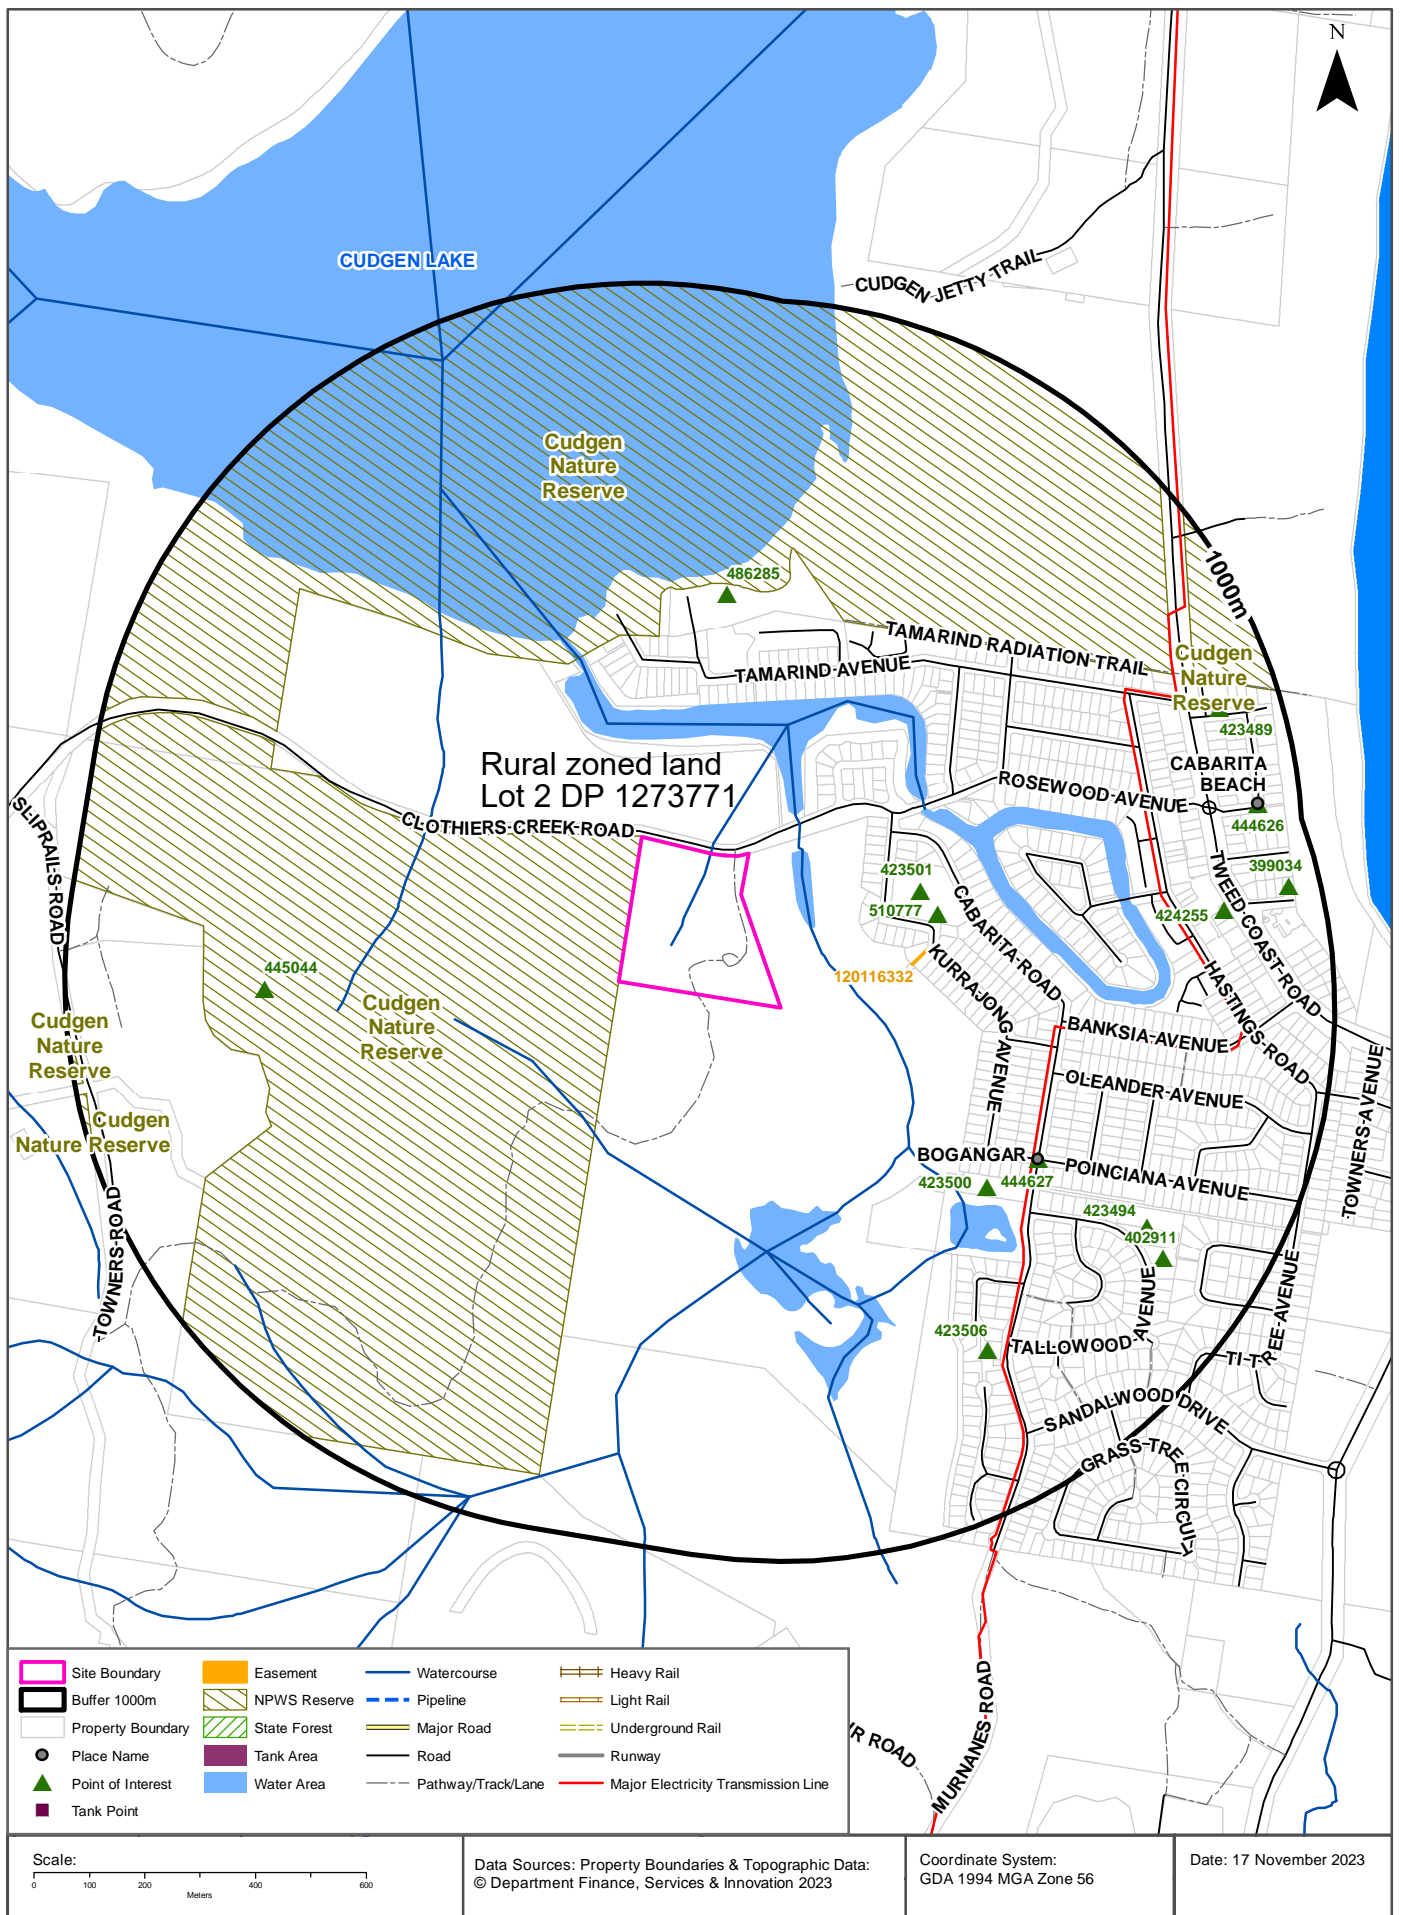 N
CUDGEN LAKE
CUDGEN JETTY TRAIL
Cudgen
Nature
Reserve
1000m
486285
TAMARIND RADIATION TRAIL
TAMARIND AVENUE
Cudgen
Nature
Reserve
423489
CABARITA
BEACH
444626
Rural zoned land
Lot 2 DP 1273771
ROSEWOOD AVENUE
CLOTHIERS CREEK ROAD
SLIPRAILS ROAD
423501
510777
CABARITA ROAD
399034
424255
TWEED COAST ROAD
120116332
KURRAJONG AVENUE
HASTINGS ROAD
445044
Cudgen
Nature
Reserve
Cudgen
Nature
Reserve
BANKSIA AVENUE
OLEANDER AVENUE
TOWNERS AVENUE
Cudgen
Nature Reserve
TOWNERS ROAD
BOGANGAR
423500
444627
POINCIANA AVENUE
423494
402911
423506
TALLOWOOD AVENUE
TI TREE AVENUE
SANDALWOOD DRIVE
GRASS TREE CIRCUIT
MURNANES ROAD
IR ROAD
Site Boundary
Buffer 1000m
Property Boundary
Place Name
Point of Interest
Tank Point
Easement
NPWS Reserve
State Forest
Tank Area
Water Area
Watercourse
Pipeline
Major Road
Road
Pathway/Track/Lane
Heavy Rail
Light Rail
Underground Rail
Runway
Major Electricity Transmission Line
Scale:
0 100 200 400 600
Meters
Data Sources: Property Boundaries & Topographic Data:
© Department Finance, Services & Innovation 2023
Coordinate System:
GDA 1994 MGA Zone 56
Date: 17 November 2023